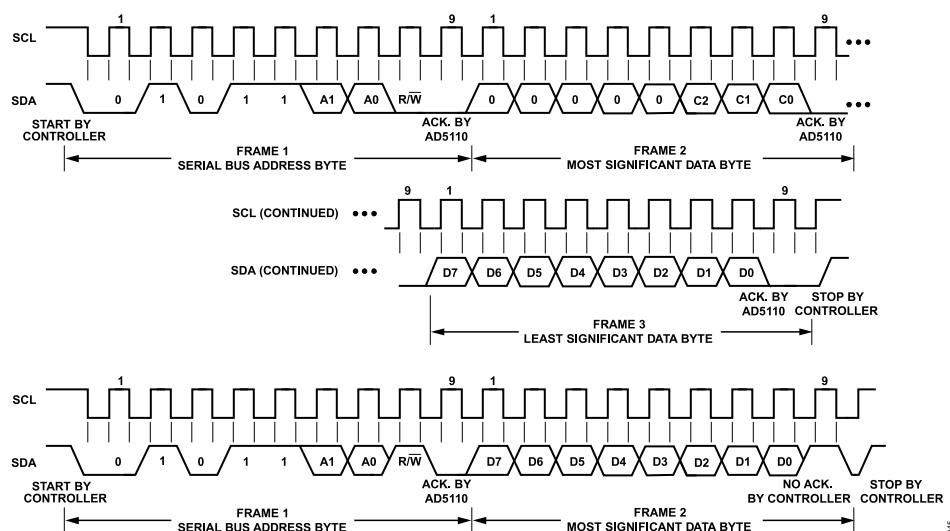 1 9 1 9
SCL
SDA 0 1 0 1 1 A1 A0 R/W̅ 0 0 0 0 0 C2 C1 C0
START BY CONTROLLER
ACK. BY AD5110
ACK. BY AD5110
FRAME 1
SERIAL BUS ADDRESS BYTE
FRAME 2
MOST SIGNIFICANT DATA BYTE
9 1 9
SCL (CONTINUED)
SDA (CONTINUED) D7 D6 D5 D4 D3 D2 D1 D0
ACK. BY AD5110
STOP BY CONTROLLER
FRAME 3
LEAST SIGNIFICANT DATA BYTE
1 9 1 9
SCL
SDA 0 1 0 1 1 A1 A0 R/W̅ D7 D6 D5 D4 D3 D2 D1 D0
START BY CONTROLLER
ACK. BY AD5110
NO ACK. BY CONTROLLER
STOP BY CONTROLLER
FRAME 1
SERIAL BUS ADDRESS BYTE
FRAME 2
MOST SIGNIFICANT DATA BYTE